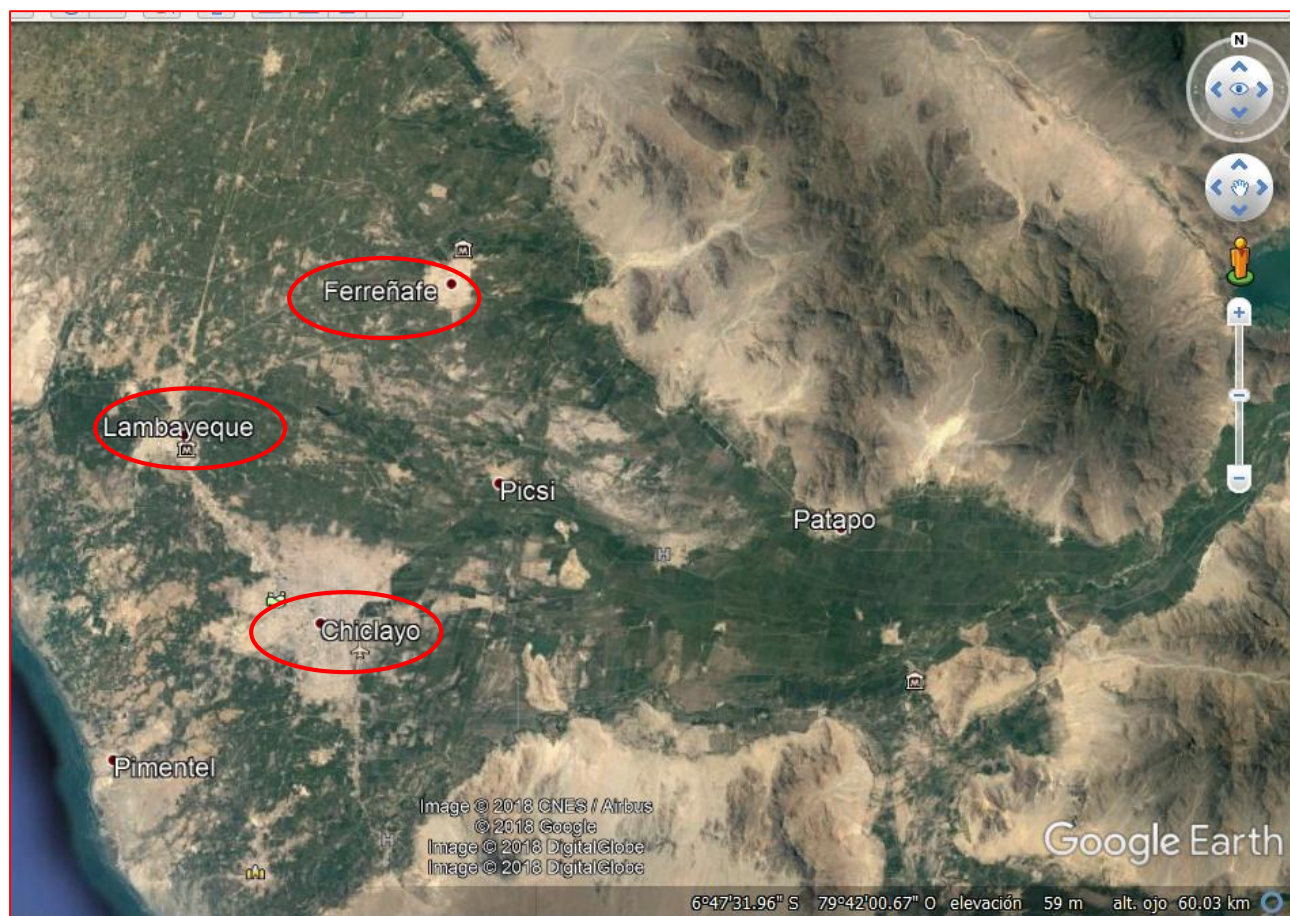 N
Ferreñafe
Lambayeque
Picsi
Patapo
H
Chiclayo
Pimentel
Image © 2018 CNES / Airbus
© 2018 Google
Image © 2018 DigitalGlobe
Image © 2018 DigitalGlobe
H
Google Earth
6°47'31.96" S 79°42'00.67" O elevación 59 m alt. ojo 60.03 km